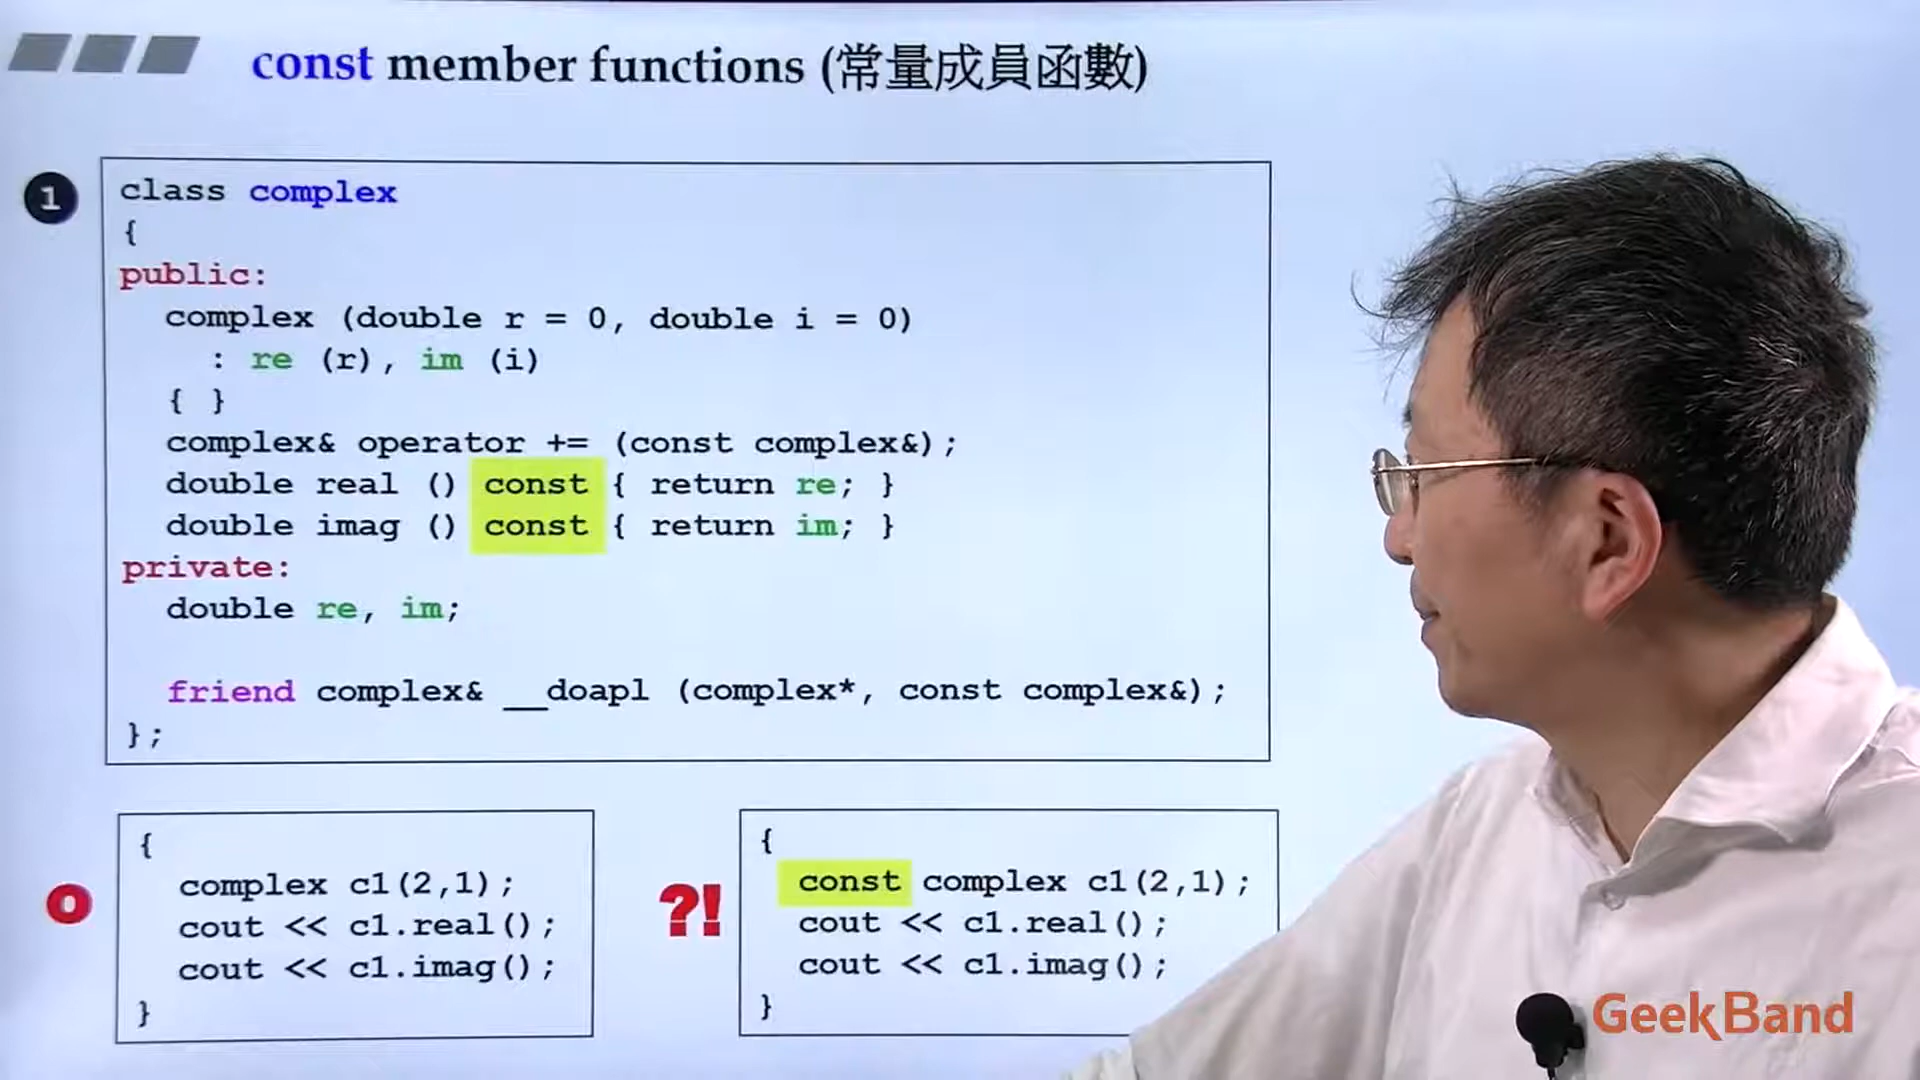 const member functions (常量成員函數)
1
class complex
{
public:
complex (double r = 0, double i = 0)
: re (r), im (i)
{ }
complex& operator += (const complex&);
double real () const { return re; }
double imag () const { return im; }
private:
double re, im;
friend complex& __doapl (complex*, const complex&);
};
O
{
complex c1(2,1);
cout << c1.real();
cout << c1.imag();
}
?!
{
const complex c1(2,1);
cout << c1.real();
cout << c1.imag();
}
GeekBand